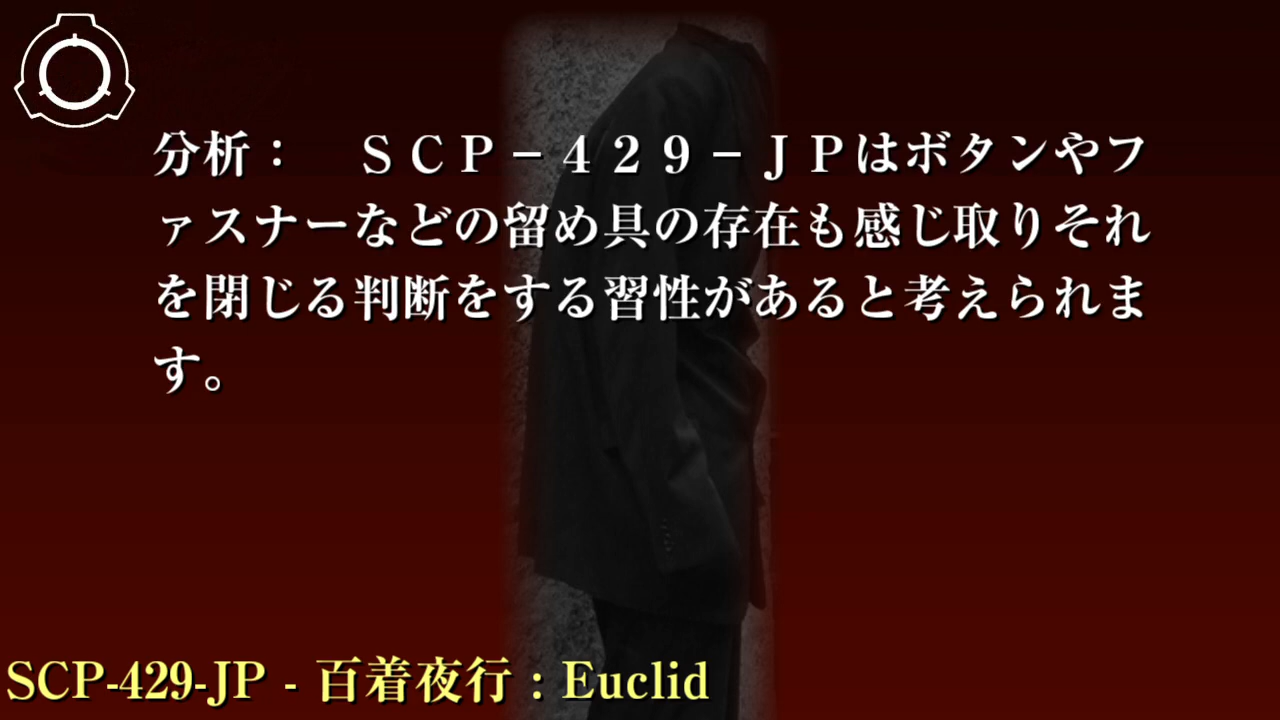 分析：　ＳＣＰ－４２９－ＪＰはボタンやフ
ァスナーなどの留め具の存在も感じ取りそれ
を閉じる判断をする習性があると考えられま
す。
SCP-429-JP - 百着夜行 : Euclid